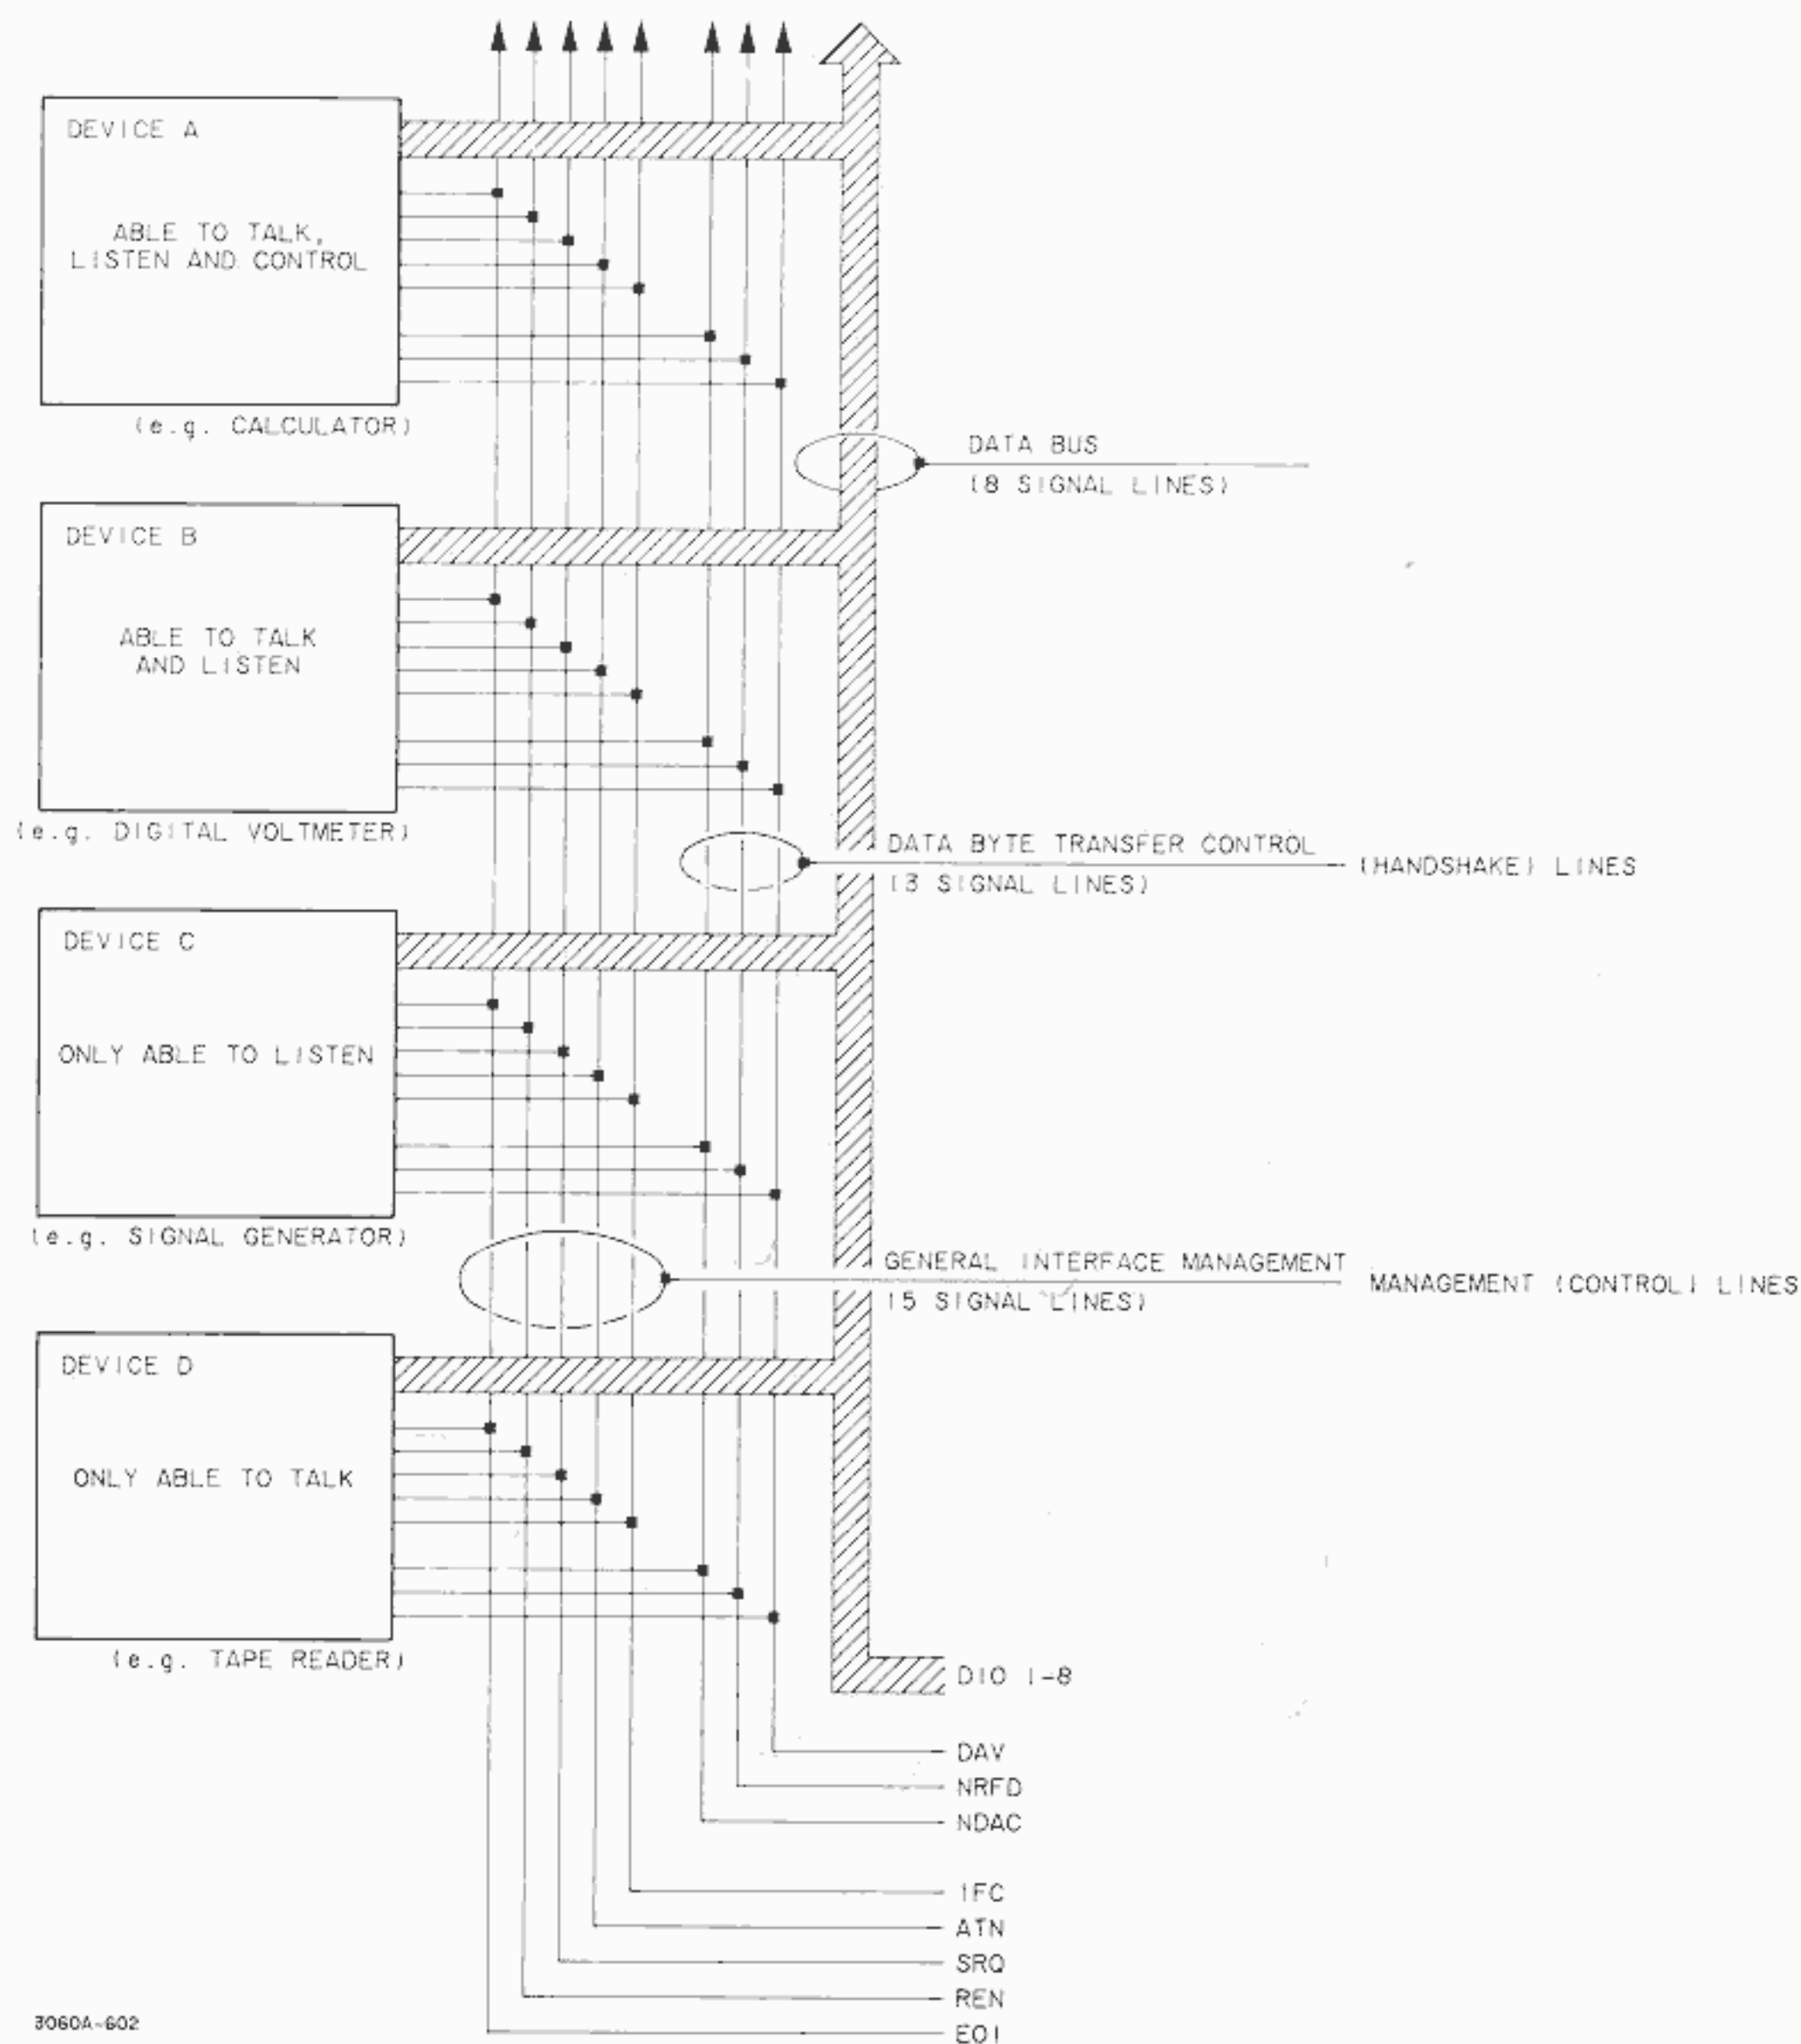 DEVICE A
ABLE TO TALK,
LISTEN AND CONTROL
(e.g. CALCULATOR)
DATA BUS
(8 SIGNAL LINES)
DEVICE B
ABLE TO TALK
AND LISTEN
(e.g. DIGITAL VOLTMETER)
DATA BYTE TRANSFER CONTROL
(HANDSHAKE) LINES
(3 SIGNAL LINES)
DEVICE C
ONLY ABLE TO LISTEN
(e.g. SIGNAL GENERATOR)
GENERAL INTERFACE MANAGEMENT
MANAGEMENT (CONTROL) LINES
(5 SIGNAL LINES)
DEVICE D
ONLY ABLE TO TALK
(e.g. TAPE READER)
DIO 1-8
DAV
NRFD
NDAC
IFC
ATN
SRQ
REN
EOI
3060A-602